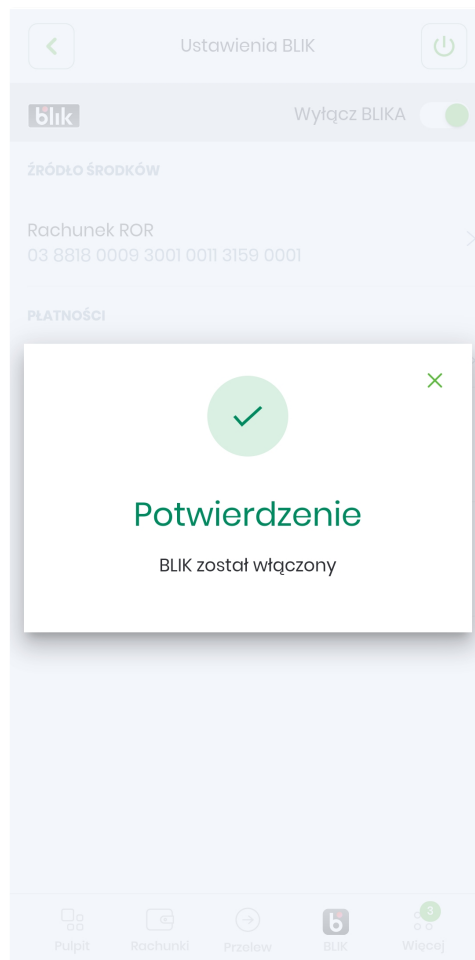 Ustawienia BLIK
blik
Wyłącz BLIKA
ŹRÓDŁO ŚRODKÓW
Rachunek ROR
03 8818 0009 3001 0011 3159 0001
PŁATNOŚCI
Potwierdzenie
BLIK został włączony
3
Pulpit Rachunki Przelew BLIK Więcej